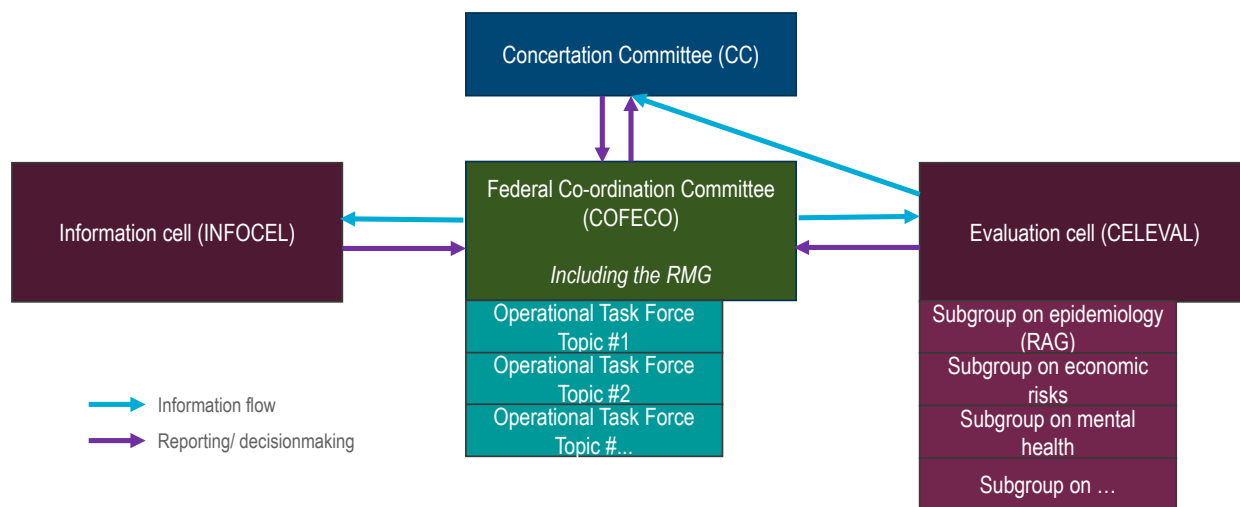 Concertation Committee (CC)
Information cell (INFOCEL)
Federal Co-ordination Committee
(COFECO)
Including the RMG
Evaluation cell (CELEVAL)
Operational Task Force
Topic #1
Operational Task Force
Topic #2
Operational Task Force
Topic #...
Subgroup on epidemiology
(RAG)
Subgroup on economic
risks
Subgroup on mental
health
Subgroup on …
Information flow
Reporting/ decisionmaking